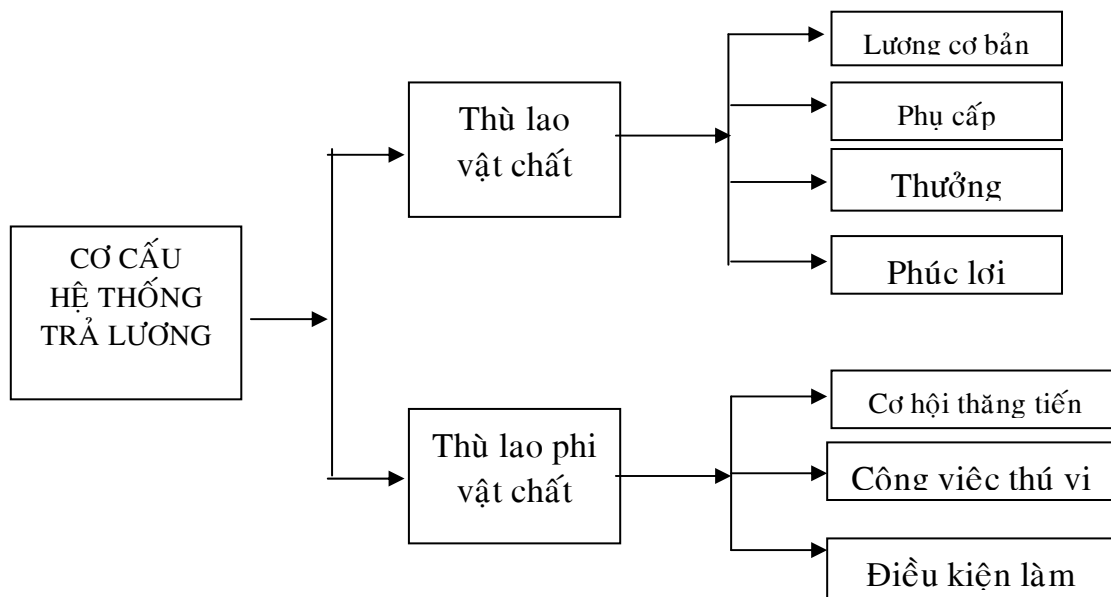 CƠ CẤU
HỆ THỐNG
TRẢ LƯƠNG
Thù lao
vật chất
Lương cơ bản
Phụ cấp
Thưởng
Phúc lợi
Thù lao phi
vật chất
Cơ hội thăng tiến
Công việc thú vị
Điều kiện làm